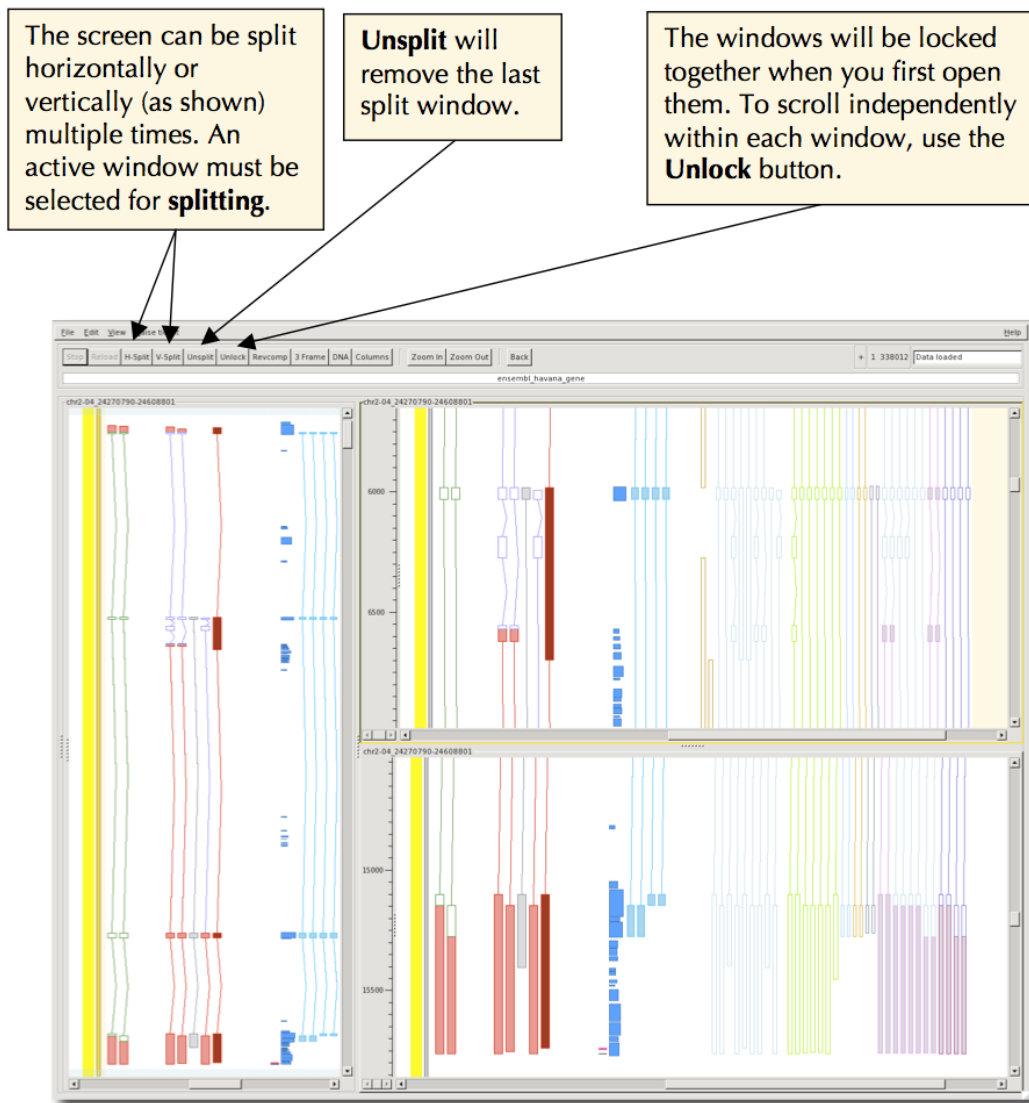 The screen can be split
horizontally or
vertically (as shown)
multiple times. An
active window must be
selected for splitting.
Unsplit will
remove the last
split window.
The windows will be locked
together when you first open
them. To scroll independently
within each window, use the
Unlock button.
File Edit View Help
Stop Reload H-Split V-Split Unsplit Unlock Revcomp 3 Frame DNA Columns Zoom In Zoom Out Back + 1 338012 Data loaded
ensembl_havana_gene
chr2-04_24270790-24608801
chr2-04_24270790-24608801
6000
6500
chr2-04_24270790-24608801
15000
15500